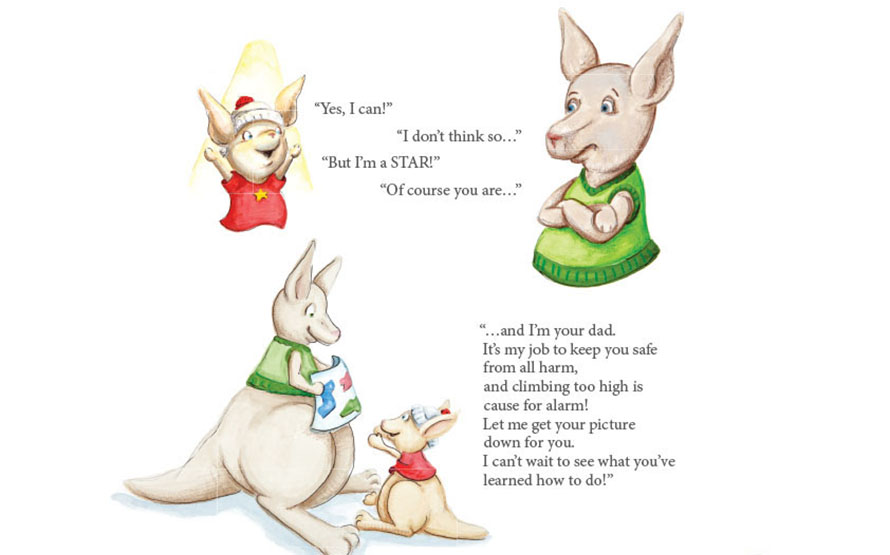 “Yes, I can!”
“I don’t think so…”
“But I’m a STAR!”
“Of course you are…”
“…and I’m your dad.
It’s my job to keep you safe
from all harm,
and climbing too high is
cause for alarm!
Let me get your picture
down for you.
I can’t wait to see what you’ve
learned how to do!”